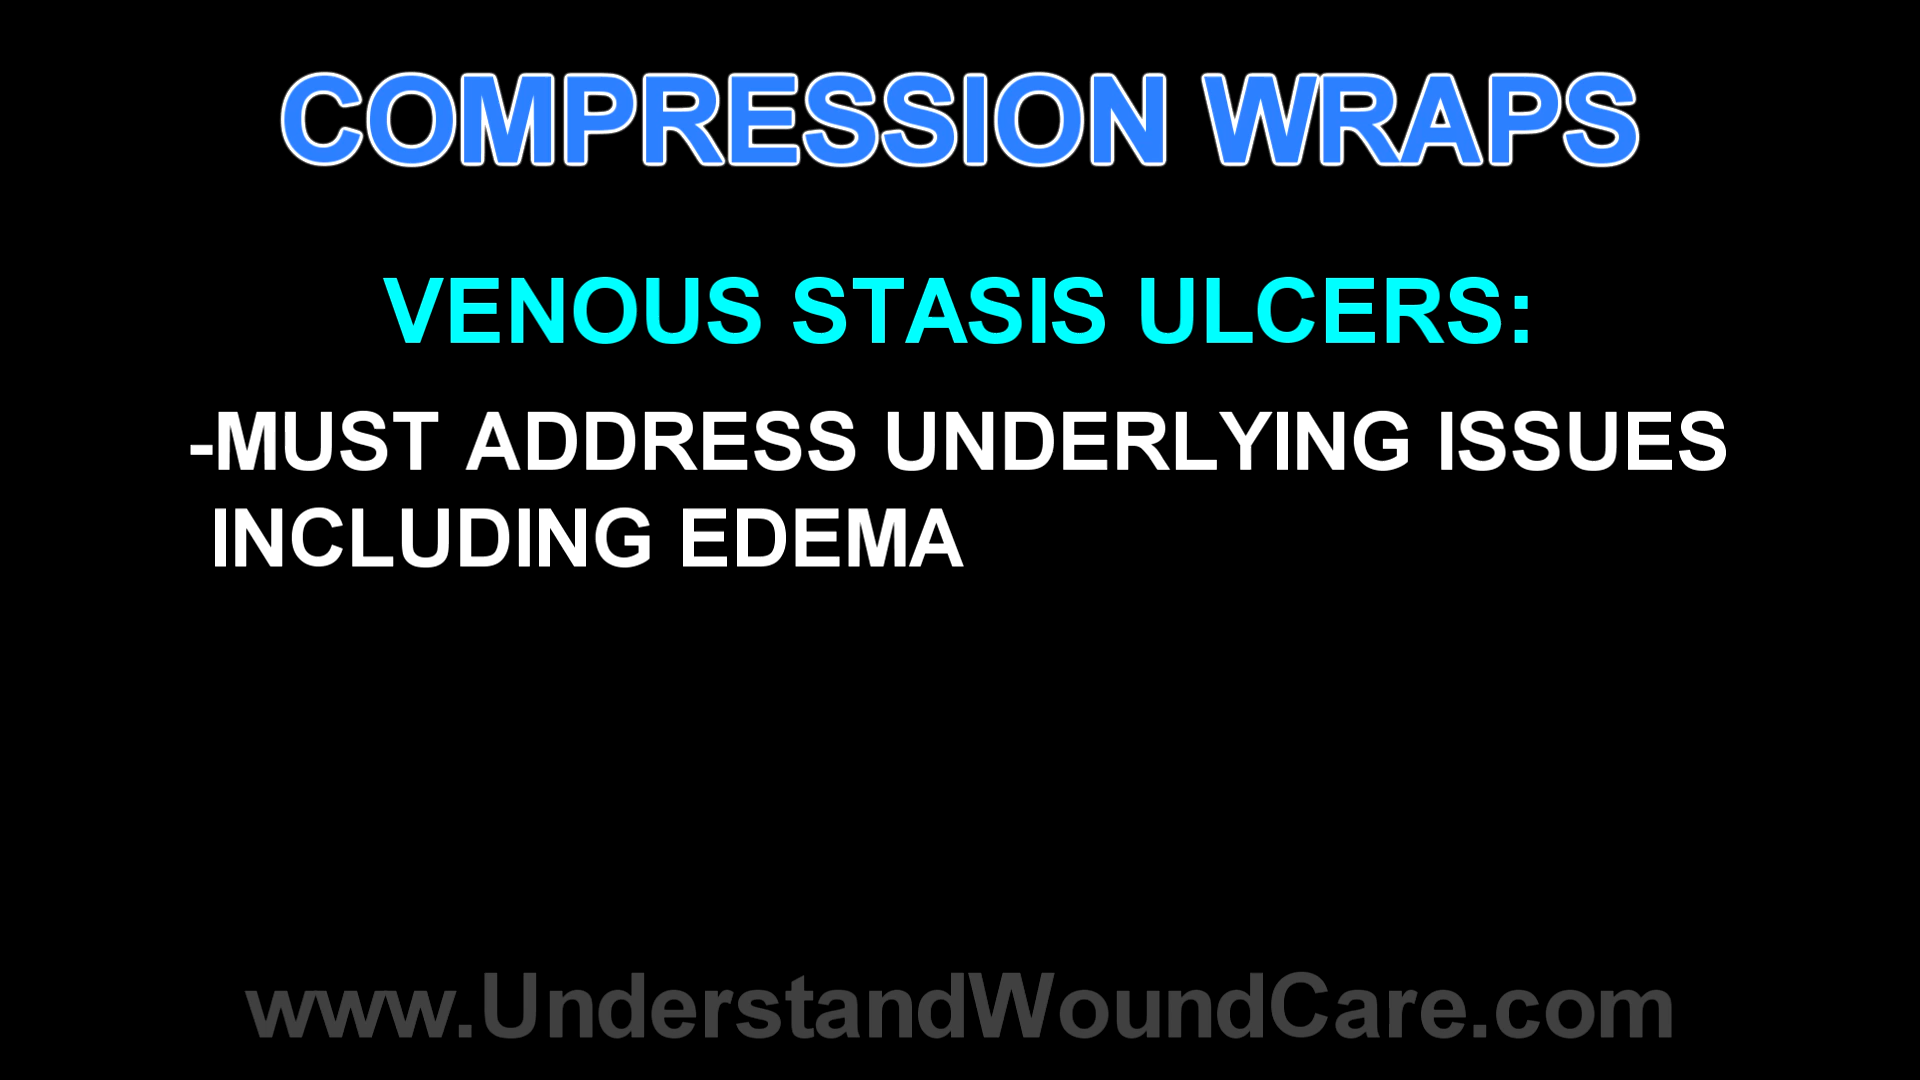 COMPRESSION WRAPS
VENOUS STASIS ULCERS:
-MUST ADDRESS UNDERLYING ISSUES
INCLUDING EDEMA
www.UnderstandWoundCare.com